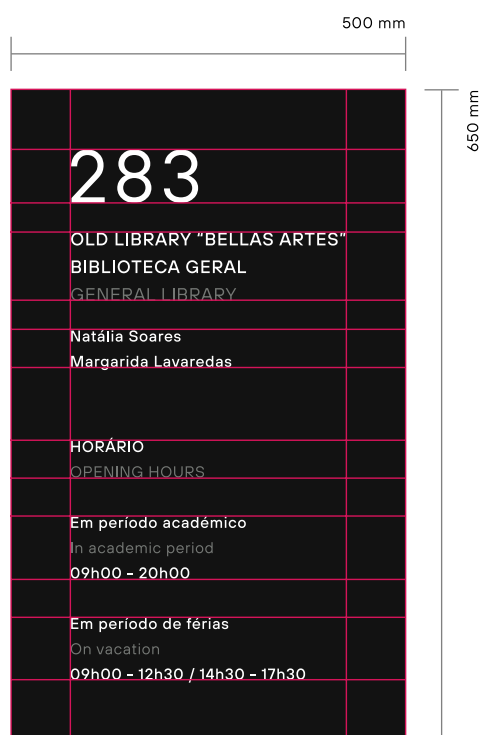 500 mm
650 mm
283
OLD LIBRARY “BELLAS ARTES”
BIBLIOTECA GERAL
GENERAL LIBRARY
Natália Soares
Margarida Lavaredas
HORÁRIO
OPENING HOURS
Em período académico
In academic period
09h00 – 20h00
Em período de férias
On vacation
09h00 – 12h30 / 14h30 – 17h30